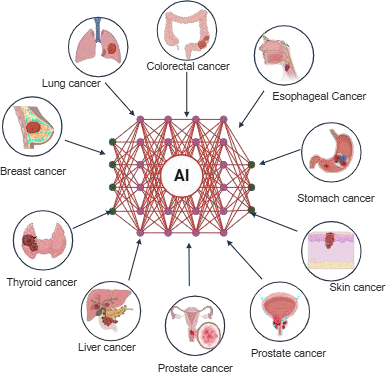 Colorectal cancer
Lung cancer
Esophageal Cancer
Breast cancer
AI
Stomach cancer
Thyroid cancer
Skin cancer
Liver cancer
Prostate cancer
Prostate cancer